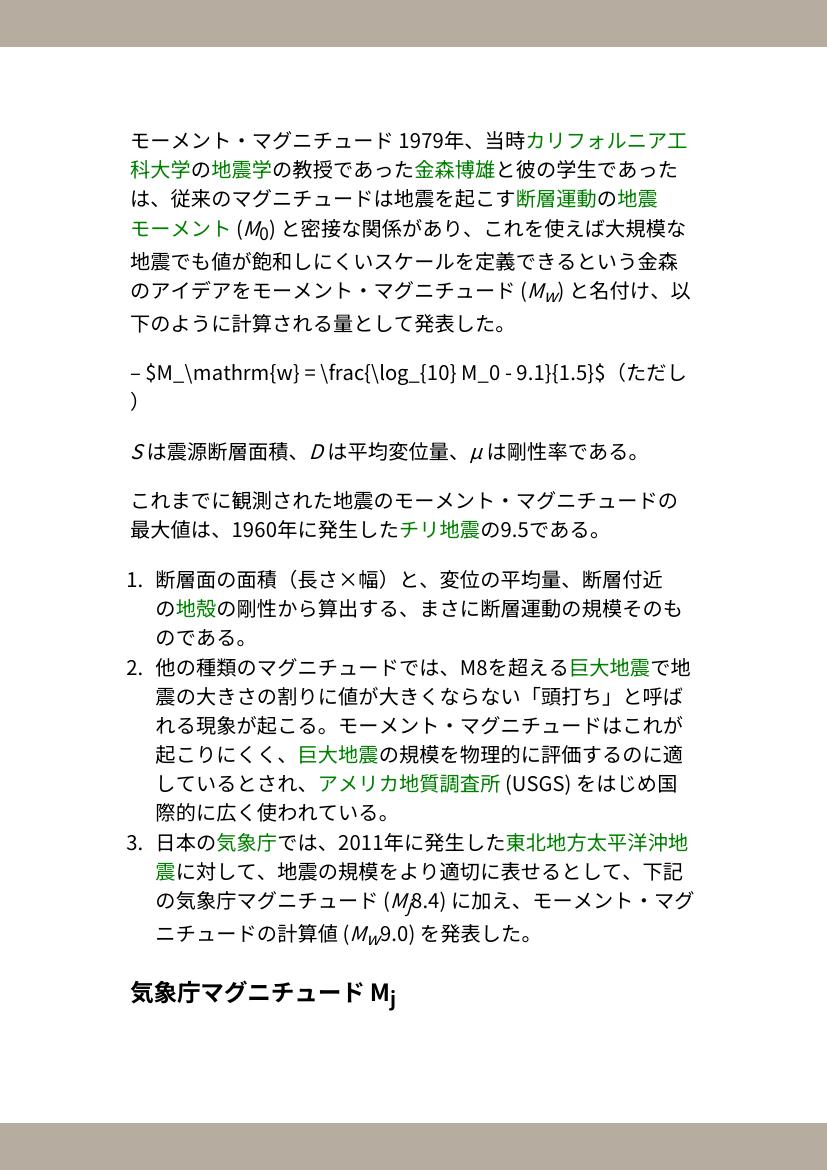 モーメント・マグニチュード 1979年、当時カリフォルニア工
科大学の地震学の教授であった金森博雄と彼の学生であった
は、従来のマグニチュードは地震を起こす断層運動の地震
モーメント (M0) と密接な関係があり、これを使えば大規模な
地震でも値が飽和しにくいスケールを定義できるという金森
のアイデアをモーメント・マグニチュード (Mw) と名付け、以
下のように計算される量として発表した。
– $M_\mathrm{w} = \frac{\log_{10} M_0 - 9.1}{1.5}$（ただし
）
Sは震源断層面積、Dは平均変位量、μは剛性率である。
これまでに観測された地震のモーメント・マグニチュードの
最大値は、1960年に発生したチリ地震の9.5である。
1. 断層面の面積（長さ×幅）と、変位の平均量、断層付近
の地殻の剛性から算出する、まさに断層運動の規模そのも
のである。
2. 他の種類のマグニチュードでは、M8を超える巨大地震で地
震の大きさの割りに値が大きくならない「頭打ち」と呼ば
れる現象が起こる。モーメント・マグニチュードはこれが
起こりにくく、巨大地震の規模を物理的に評価するのに適
しているとされ、アメリカ地質調査所 (USGS) をはじめ国
際的に広く使われている。
3. 日本の気象庁では、2011年に発生した東北地方太平洋沖地
震に対して、地震の規模をより適切に表せるとして、下記
の気象庁マグニチュード (Mj8.4) に加え、モーメント・マグ
ニチュードの計算値 (Mw9.0) を発表した。
気象庁マグニチュード Mj